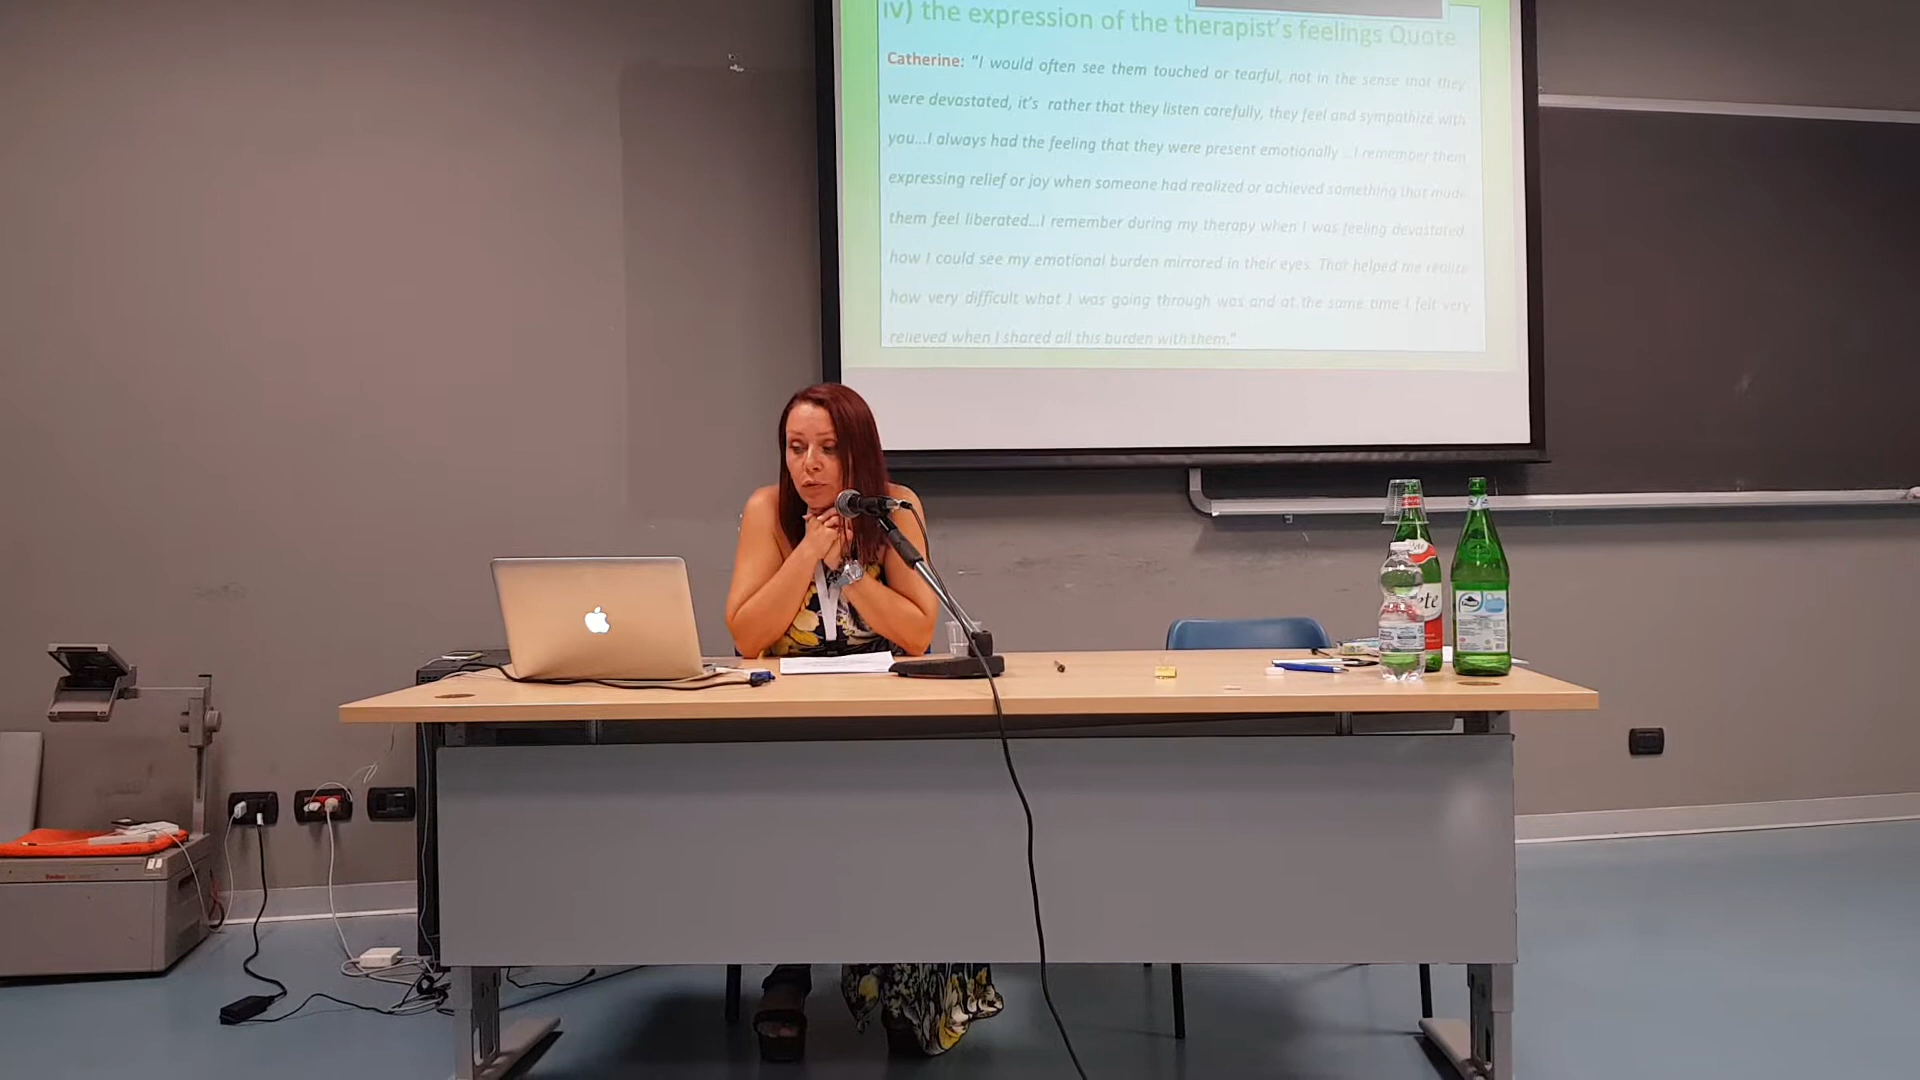 iv) the expression of the therapist's feelings Quote
Catherine: "I would often see them touched or tearful, not in the sense that they
were devastated, it's rather that they listen carefully, they feel and sympathize with
you...I always had the feeling that they were present emotionally ...I remember them
expressing relief or joy when someone had realized or achieved something that made
them feel liberated...I remember during my therapy when I was feeling devastated
how I could see my emotional burden mirrored in their eyes. That helped me realize
how very difficult what I was going through was and at the same time I felt very
relieved when I shared all this burden with them."